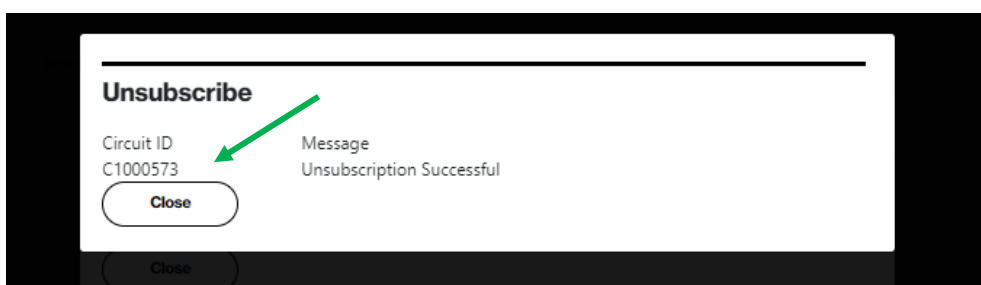 Unsubscribe
Circuit ID Message
C1000573 Unsubscription Successful
Close
Close